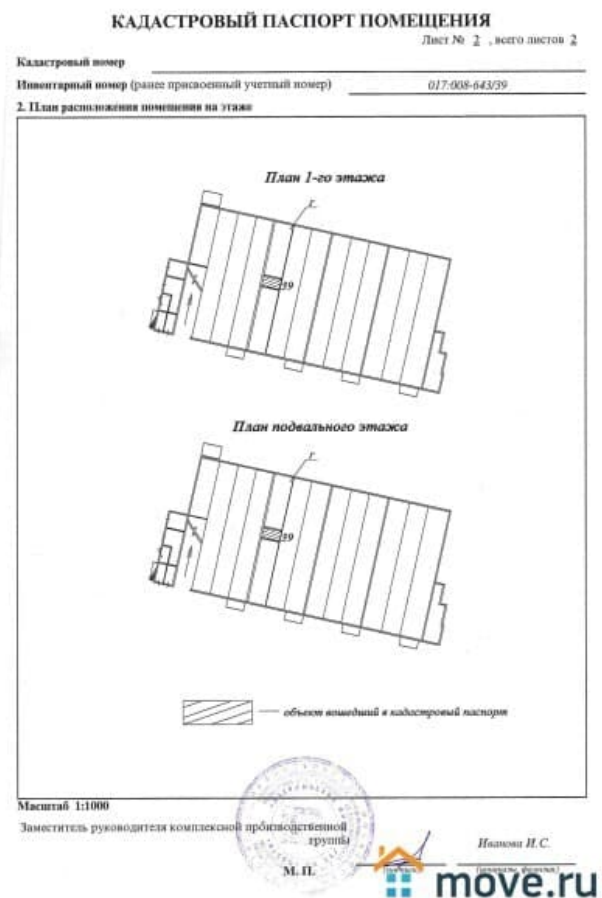 КАДАСТРОВЫЙ ПАСПОРТ ПОМЕЩЕНИЯ
Лист № 2 , всего листов 2
Кадастровый номер
Инвентарный номер (ранее присвоенный учетный номер) 017:008-643/39
2. План расположения помещения на этаже
План 1-го этажа
г
39
План подвального этажа
г
39
объект вошедший в кадастровый паспорт
Масштаб 1:1000
Заместитель руководителя комплексной производственной
группы
Иванова И.С.
М. П.
move.ru